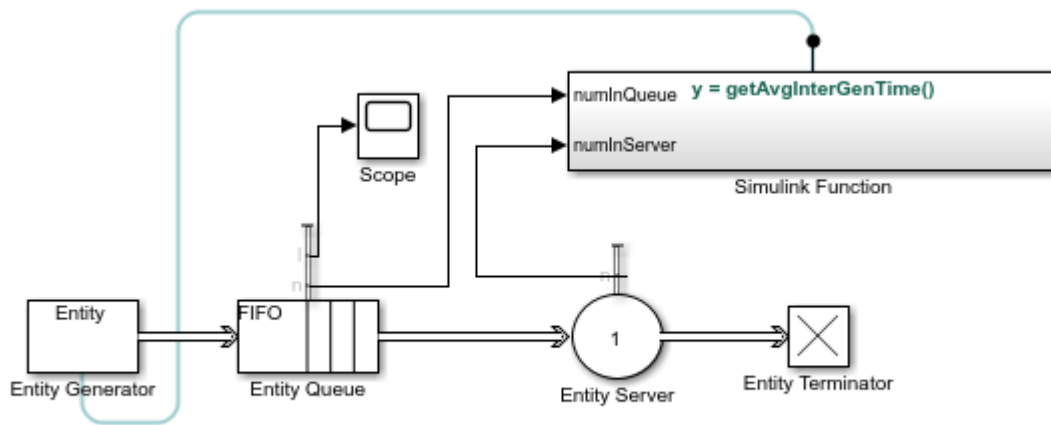 numInQueue
y = getAvgInterGenTime()
numInServer
Scope
Simulink Function
l
n
n
Entity
FIFO
1
Entity Generator
Entity Queue
Entity Server
Entity Terminator